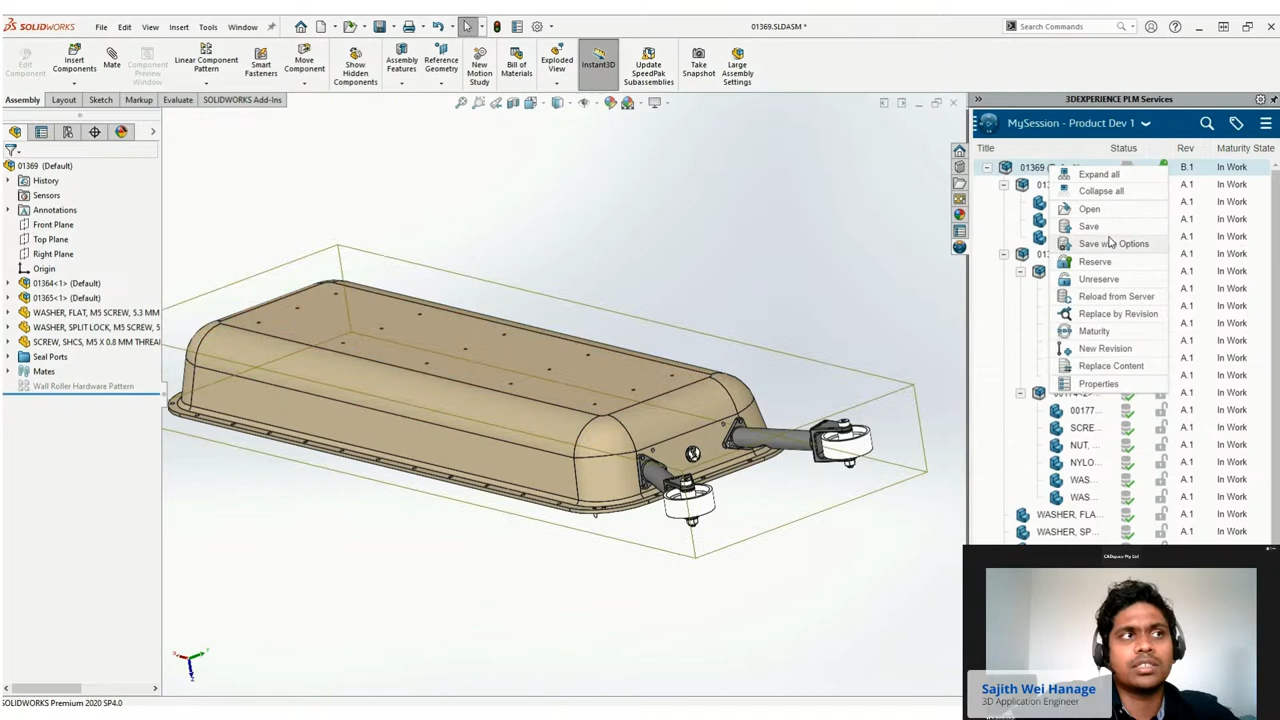 SOLIDWORKS File Edit View Insert Tools Window 01369.SLDASM * Search Commands
Edit Component
Insert Components
Mate
Component Preview Window
Linear Component Pattern
Smart Fasteners
Move Component
Show Hidden Components
Assembly Features
Reference Geometry
New Motion Study
Bill of Materials
Exploded View
Instant3D
Update SpeedPak Subassemblies
Take Snapshot
Large Assembly Settings
Assembly Layout Sketch Markup Evaluate SOLIDWORKS Add-Ins
01369 (Default)
History
Sensors
Annotations
Front Plane
Top Plane
Right Plane
Origin
01364<1> (Default)
01365<1> (Default)
WASHER, FLAT, M5 SCREW, 5.3 MM
WASHER, SPLIT LOCK, M5 SCREW, 5
SCREW, SHCS, M5 X 0.8 MM THREA
Seal Ports
Mates
Wall Roller Hardware Pattern
SOLIDWORKS Premium 2020 SP4.0
3DEXPERIENCE PLM Services
MySession - Product Dev 1
Title Status Rev Maturity State
01369 B.1 In Work
A.1 In Work
A.1 In Work
A.1 In Work
A.1 In Work
A.1 In Work
A.1 In Work
A.1 In Work
A.1 In Work
A.1 In Work
A.1 In Work
A.1 In Work
A.1 In Work
A.1 In Work
00177... A.1 In Work
SCRE... A.1 In Work
NUT, ... A.1 In Work
NYLO... A.1 In Work
WAS... A.1 In Work
WAS... A.1 In Work
WASHER, FLA... A.1 In Work
WASHER, SP... A.1 In Work
Expand all
Collapse all
Open
Save
Save with Options
Reserve
Unreserve
Reload from Server
Replace by Revision
Maturity
New Revision
Replace Content
Properties
CADspace Pty Ltd
Sajith Wei Hanage
3D Application Engineer